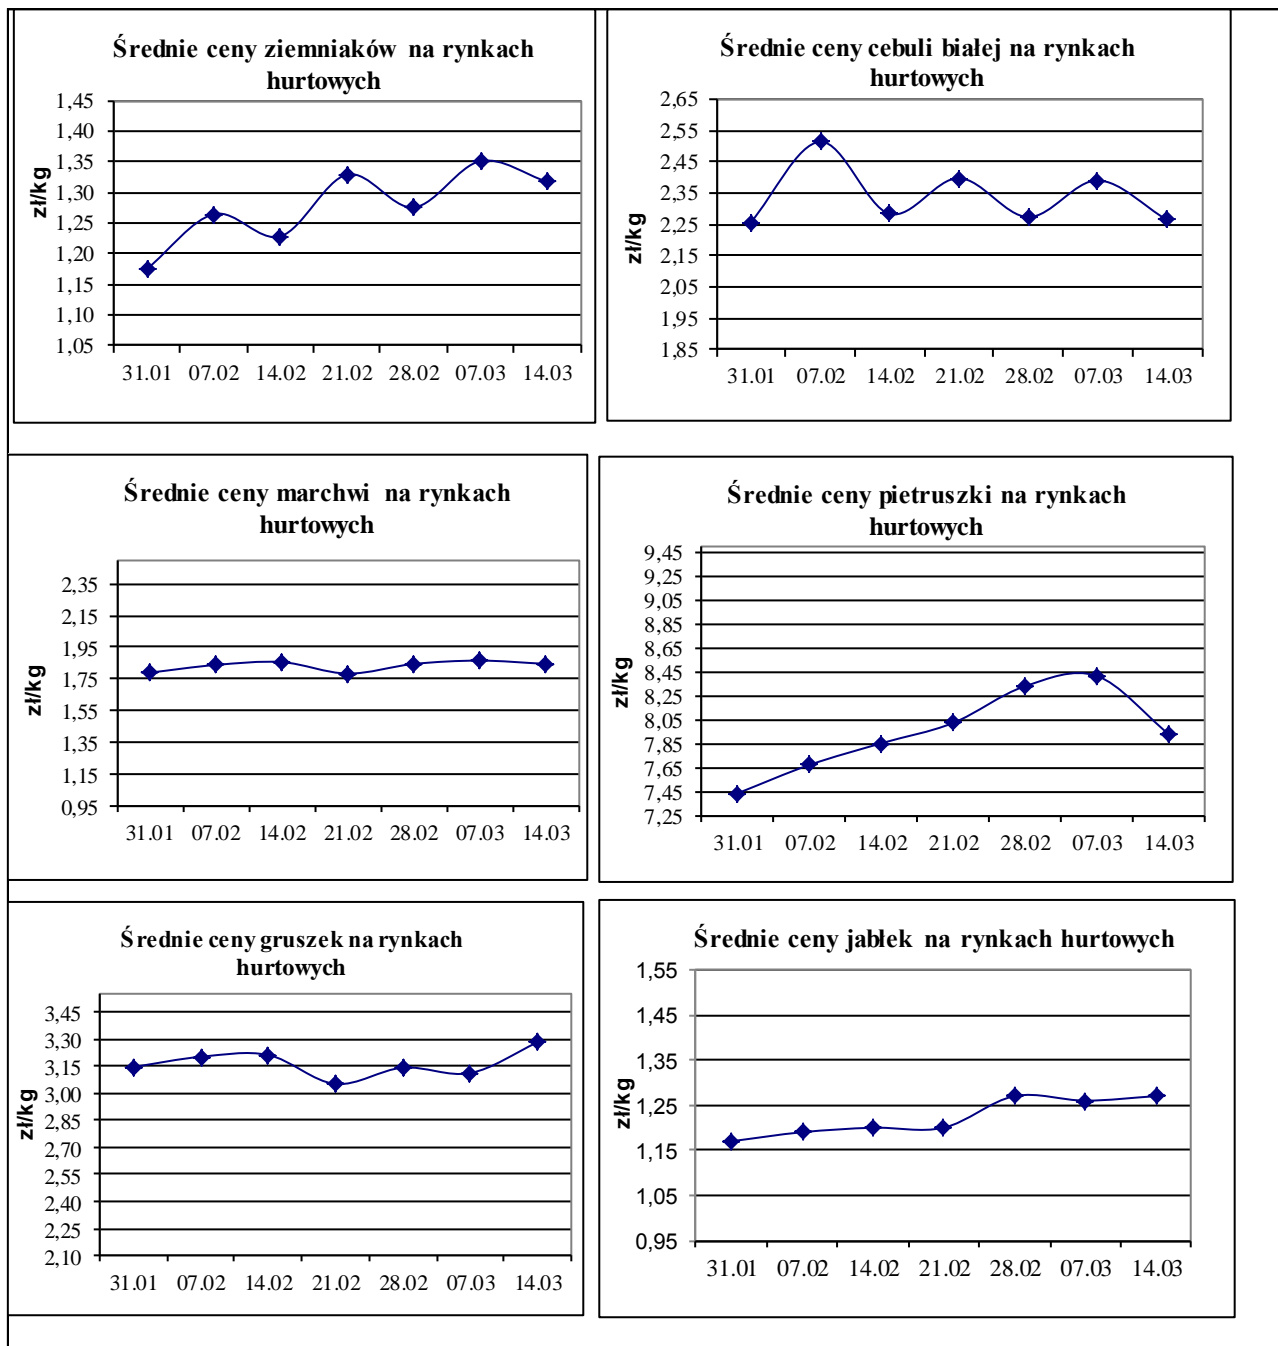 Średnie ceny ziemniaków na rynkach
hurtowych
zł/kg
1,45
1,40
1,35
1,30
1,25
1,20
1,15
1,10
1,05
31.01 07.02 14.02 21.02 28.02 07.03 14.03
Średnie ceny cebuli białej na rynkach
hurtowych
zł/kg
2,65
2,55
2,45
2,35
2,25
2,15
2,05
1,95
1,85
31.01 07.02 14.02 21.02 28.02 07.03 14.03
Średnie ceny marchwi na rynkach
hurtowych
zł/kg
2,35
2,15
1,95
1,75
1,55
1,35
1,15
0,95
31.01 07.02 14.02 21.02 28.02 07.03 14.03
Średnie ceny pietruszki na rynkach
hurtowych
zł/kg
9,45
9,25
9,05
8,85
8,65
8,45
8,25
8,05
7,85
7,65
7,45
7,25
31.01 07.02 14.02 21.02 28.02 07.03 14.03
Średnie ceny gruszek na rynkach
hurtowych
zł/kg
3,45
3,30
3,15
3,00
2,85
2,70
2,55
2,40
2,25
2,10
31.01 07.02 14.02 21.02 28.02 07.03 14.03
Średnie ceny jabłek na rynkach hurtowych
zł/kg
1,55
1,45
1,35
1,25
1,15
1,05
0,95
31.01 07.02 14.02 21.02 28.02 07.03 14.03